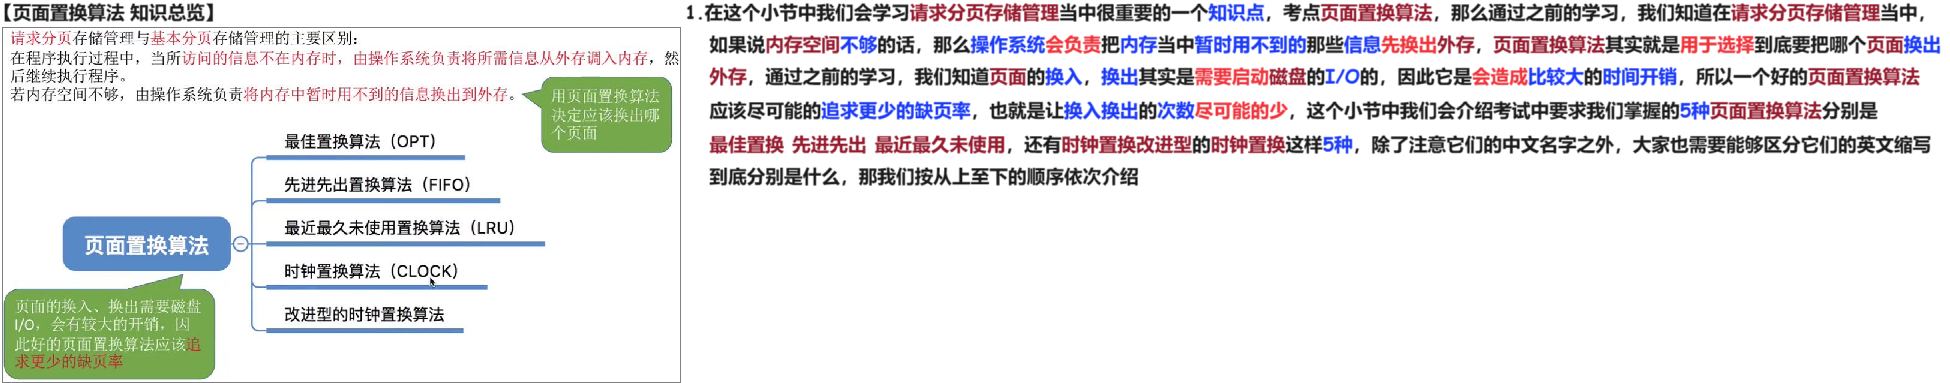 【页面置换算法 知识总览】
请求分页存储管理与基本分页存储管理的主要区别：
在程序执行过程中，当所访问的信息不在内存时，由操作系统负责将所需信息从外存调入内存，然
后继续执行程序。
若内存空间不够，由操作系统负责将内存中暂时用不到的信息换出到外存。
用页面置换算法
决定应该换出哪
个页面
最佳置换算法（OPT）
先进先出置换算法（FIFO）
最近最久未使用置换算法（LRU）
页面置换算法
时钟置换算法（CLOCK）
改进型的时钟置换算法
页面的换入、换出需要磁盘
I/O，会有较大的开销，因
此好的页面置换算法应该追
求更少的缺页率
1.在这个小节中我们会学习请求分页存储管理当中很重要的一个知识点，考点页面置换算法，那么通过之前的学习，我们知道在请求分页存储管理当中，
如果说内存空间不够的话，那么操作系统会负责把内存当中暂时用不到的那些信息先换出外存，页面置换算法其实就是用于选择到底要把哪个页面换出
外存，通过之前的学习，我们知道页面的换入，换出其实是需要启动磁盘的I/O的，因此它是会造成比较大的时间开销，所以一个好的页面置换算法
应该尽可能的追求更少的缺页率，也就是让换入换出的次数尽可能的少，这个小节中我们会介绍考试中要求我们掌握的5种页面置换算法分别是
最佳置换 先进先出 最近最久未使用，还有时钟置换改进型的时钟置换这样5种，除了注意它们的中文名字之外，大家也需要能够区分它们的英文缩写
到底分别是什么，那我们按从上至下的顺序依次介绍